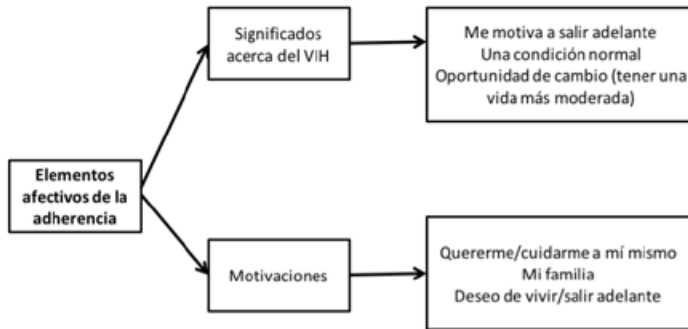 Significados
acerca del VIH
Me motiva a salir adelante
Una condición normal
Oportunidad de cambio (tener una
vida más moderada)
Elementos
afectivos de la
adherencia
Motivaciones
Quererme/cuidarme a mí mismo
Mi familia
Deseo de vivir/salir adelante